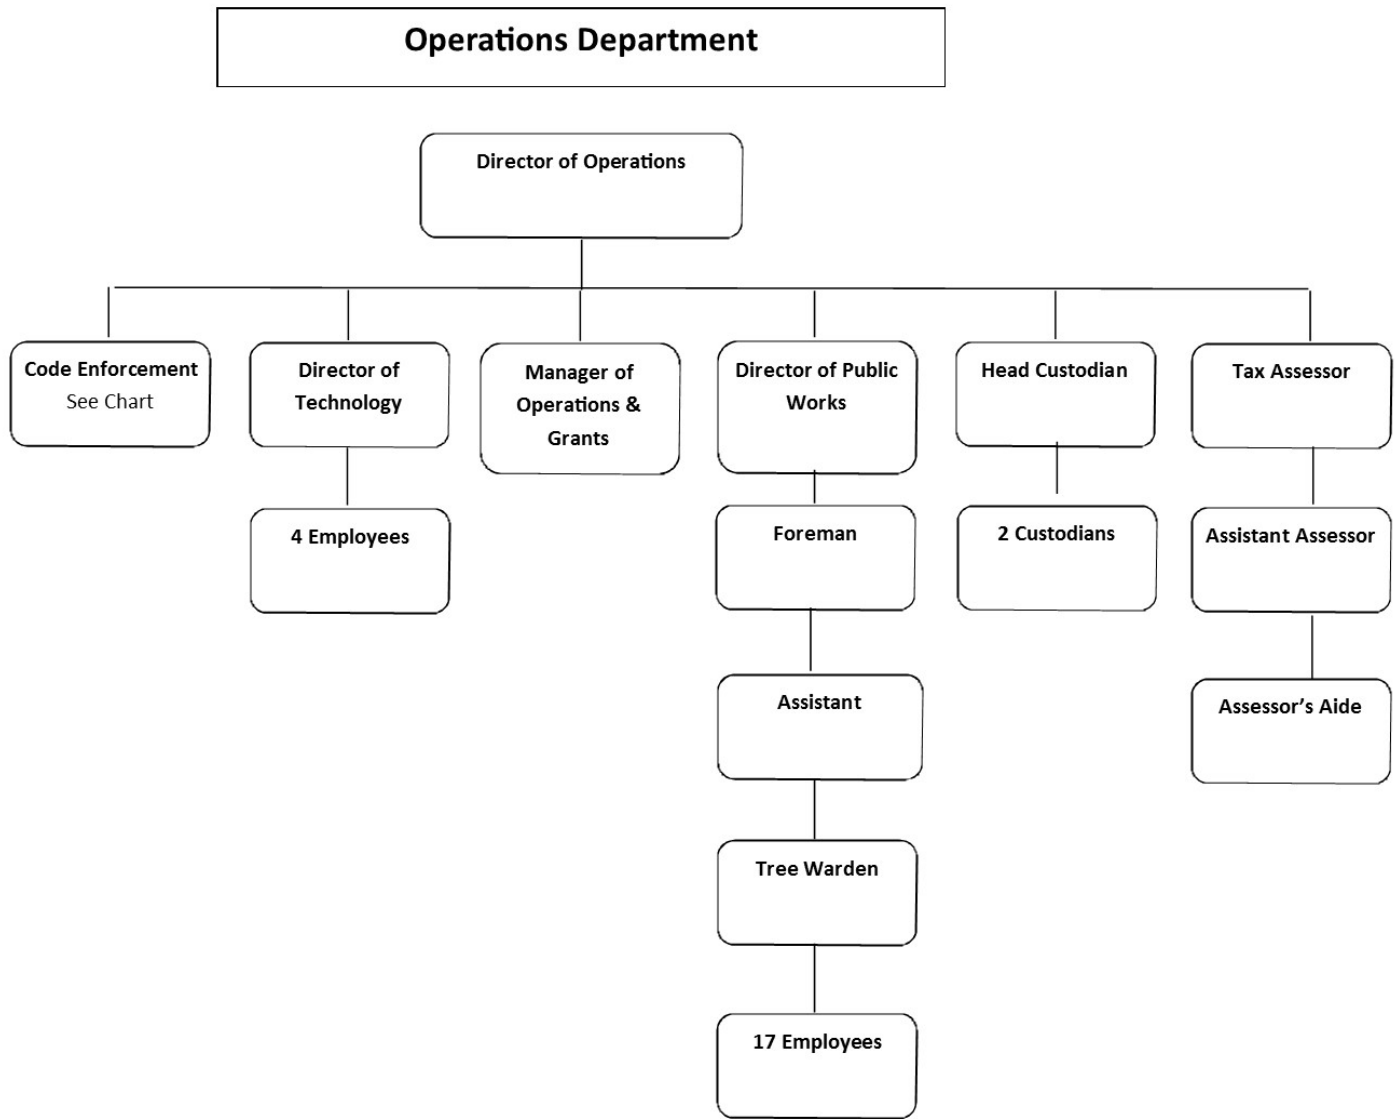 Operations Department
Director of Operations
Code Enforcement
See Chart
Director of
Technology
Manager of
Operations &
Grants
Director of Public
Works
Head Custodian
Tax Assessor
4 Employees
Foreman
2 Custodians
Assistant Assessor
Assistant
Assessor’s Aide
Tree Warden
17 Employees